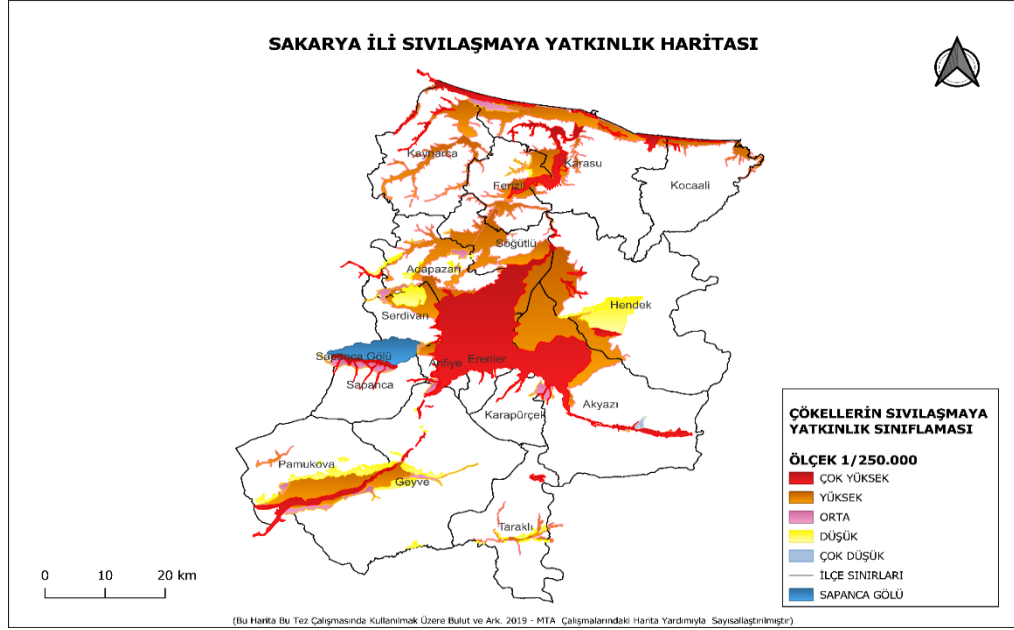 SAKARYA İLİ SIVILAŞMAYA YATKINLIK HARİTASI
Kaynarca
Karasu
Ferizli
Kocaali
Söğütlü
Adapazarı
Hendek
Serdivan
Sapanca Gölü
Arifiye
Erenler
Sapanca
Akyazı
Karapürçek
Pamukova
Geyve
Taraklı
ÇÖKELLERİN SIVILAŞMAYA
YATKINLIK SINIFLAMASI
ÖLÇEK 1/250.000
ÇOK YÜKSEK
YÜKSEK
ORTA
DÜŞÜK
ÇOK DÜŞÜK
İLÇE SINIRLARI
SAPANCA GÖLÜ
0 10 20 km
(Bu Harita Bu Tez Çalışmasında Kullanılmak Üzere Bulut ve Ark. 2019 - MTA Çalışmalarındaki Harita Yardımıyla Sayısallaştırılmıştır)